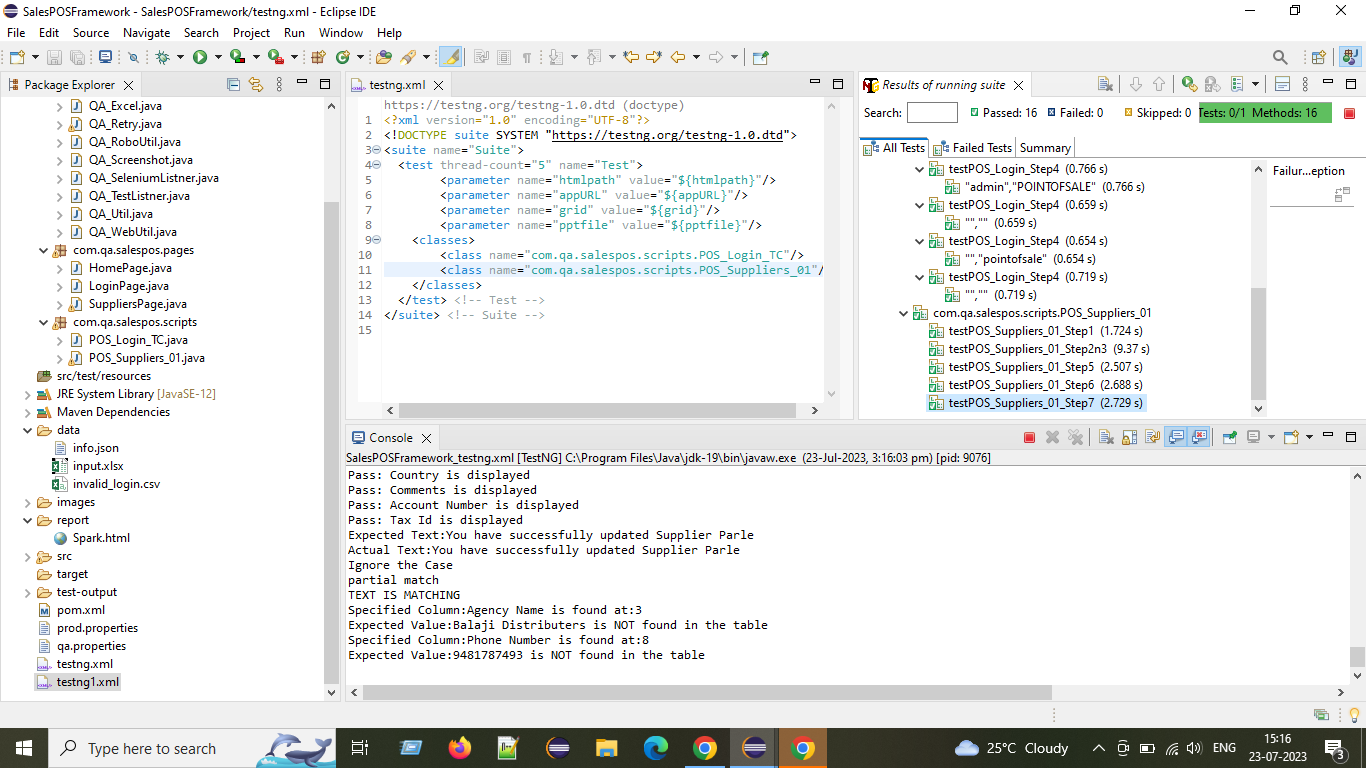 SalesPOSFramework - SalesPOSFramework/testng.xml - Eclipse IDE
File Edit Source Navigate Search Project Run Window Help
Package Explorer
QA_Excel.java
QA_Retry.java
QA_RoboUtil.java
QA_Screenshot.java
QA_SeleniumListner.java
QA_TestListner.java
QA_Util.java
QA_WebUtil.java
com.qa.salespos.pages
HomePage.java
LoginPage.java
SuppliersPage.java
com.qa.salespos.scripts
POS_Login_TC.java
POS_Suppliers_01.java
src/test/resources
JRE System Library [JavaSE-12]
Maven Dependencies
data
info.json
input.xlsx
invalid_login.csv
images
report
Spark.html
src
target
test-output
pom.xml
prod.properties
qa.properties
testng.xml
testng1.xml
testng.xml
https://testng.org/testng-1.0.dtd (doctype)
1 <?xml version="1.0" encoding="UTF-8"?>
2 <!DOCTYPE suite SYSTEM "https://testng.org/testng-1.0.dtd">
3 <suite name="Suite">
4 <test thread-count="5" name="Test">
5 <parameter name="htmlpath" value="${htmlpath}"/>
6 <parameter name="appURL" value="${appURL}"/>
7 <parameter name="grid" value="${grid}"/>
8 <parameter name="pptfile" value="${pptfile}"/>
9 <classes>
10 <class name="com.qa.salespos.scripts.POS_Login_TC"/>
11 <class name="com.qa.salespos.scripts.POS_Suppliers_01"/
12 </classes>
13 </test> <!-- Test -->
14 </suite> <!-- Suite -->
15
Results of running suite
Search: Passed: 16 Failed: 0 Skipped: 0 Tests: 0/1 Methods: 16
All Tests Failed Tests Summary
testPOS_Login_Step4 (0.766 s)
"admin","POINTOFSALE" (0.766 s)
testPOS_Login_Step4 (0.659 s)
"","" (0.659 s)
testPOS_Login_Step4 (0.654 s)
"","pointofsale" (0.654 s)
testPOS_Login_Step4 (0.719 s)
"","" (0.719 s)
com.qa.salespos.scripts.POS_Suppliers_01
testPOS_Suppliers_01_Step1 (1.724 s)
testPOS_Suppliers_01_Step2n3 (9.37 s)
testPOS_Suppliers_01_Step5 (2.507 s)
testPOS_Suppliers_01_Step6 (2.688 s)
testPOS_Suppliers_01_Step7 (2.729 s)
Failur...eption
Console
SalesPOSFramework_testng.xml [TestNG] C:\Program Files\Java\jdk-19\bin\javaw.exe (23-Jul-2023, 3:16:03 pm) [pid: 9076]
Pass: Country is displayed
Pass: Comments is displayed
Pass: Account Number is displayed
Pass: Tax Id is displayed
Expected Text:You have successfully updated Supplier Parle
Actual Text:You have successfully updated Supplier Parle
Ignore the Case
partial match
TEXT IS MATCHING
Specified Column:Agency Name is found at:3
Expected Value:Balaji Distributers is NOT found in the table
Specified Column:Phone Number is found at:8
Expected Value:9481787493 is NOT found in the table
Type here to search
25°C Cloudy
ENG
15:16
23-07-2023
3